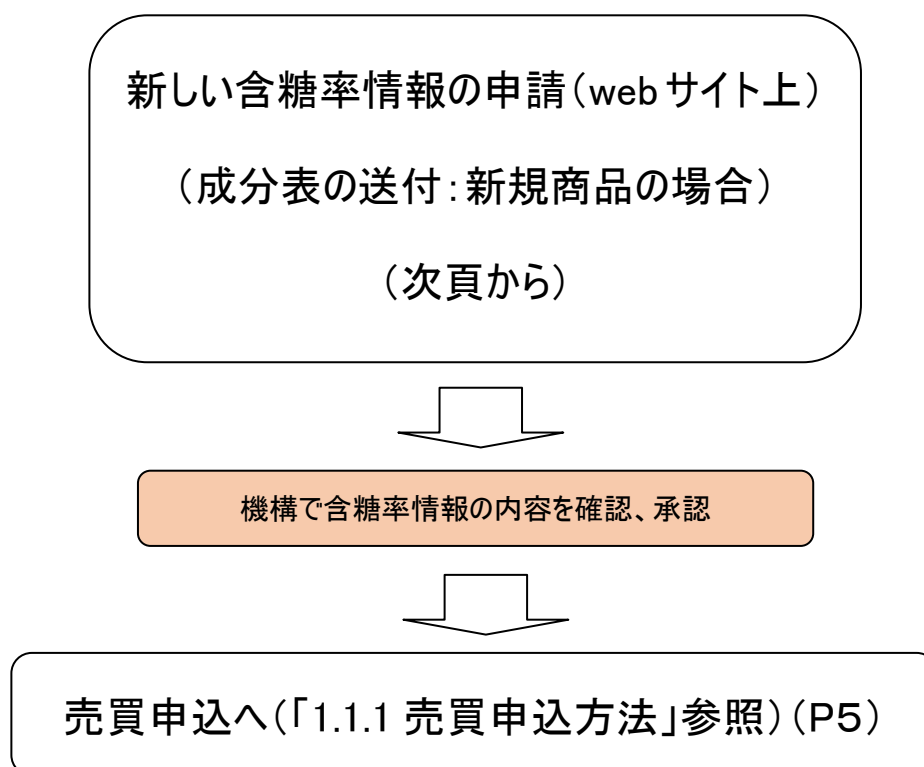 新しい含糖率情報の申請（webサイト上）
（成分表の送付：新規商品の場合）
（次頁から）
機構で含糖率情報の内容を確認、承認
売買申込へ（「1.1.1 売買申込方法」参照）（P５）